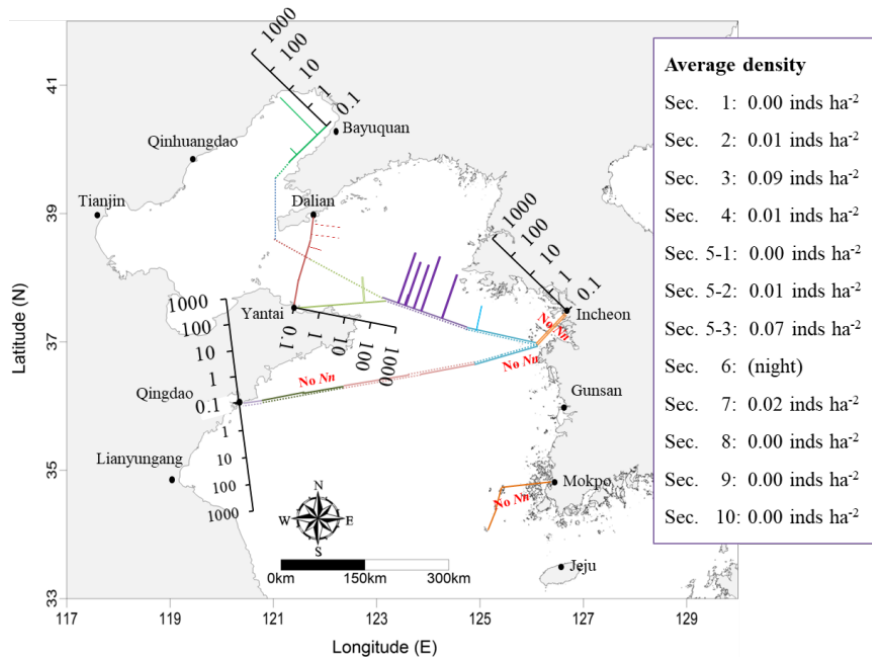 1000
100
10
1
0.1
Bayuquan
Qinhuangdao
Tianjin
Dalian
1000
100
10
1
0.1
Incheon
No Nn
Yantai
0.1
1
10
100
1000
1000
100
10
1
0.1
1
10
100
1000
Qingdao
No Nn
No Nn
Gunsan
Lianyungang
Mokpo
No Nn
Jeju
N
W E
S
0km 150km 300km
41
39
37
35
33
Latitude (N)
117 119 121 123 125 127 129
Longitude (E)
Average density
Sec. 1: 0.00 inds ha-2
Sec. 2: 0.01 inds ha-2
Sec. 3: 0.09 inds ha-2
Sec. 4: 0.01 inds ha-2
Sec. 5-1: 0.00 inds ha-2
Sec. 5-2: 0.01 inds ha-2
Sec. 5-3: 0.07 inds ha-2
Sec. 6: (night)
Sec. 7: 0.02 inds ha-2
Sec. 8: 0.00 inds ha-2
Sec. 9: 0.00 inds ha-2
Sec. 10: 0.00 inds ha-2